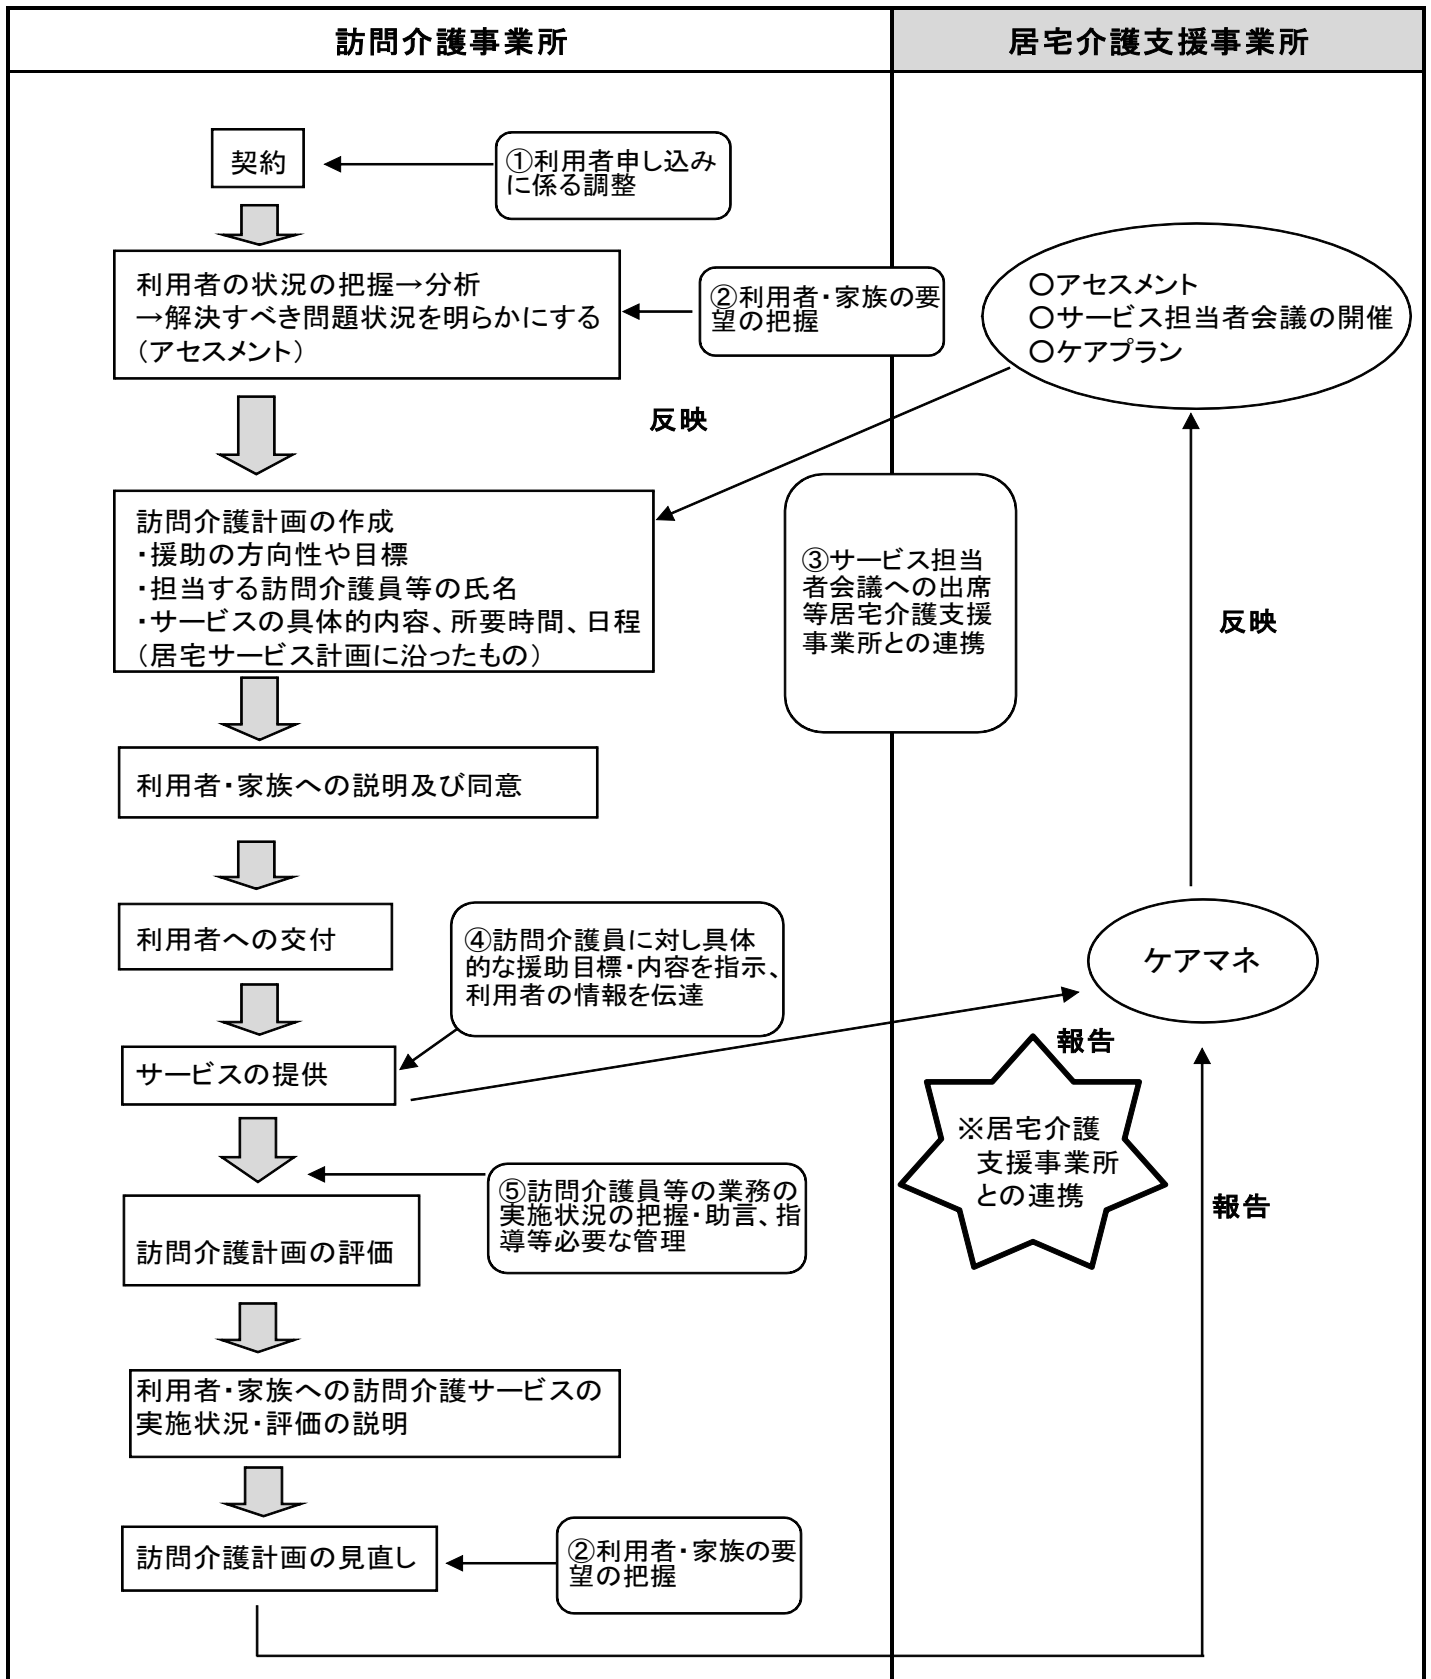 訪問介護事業所
居宅介護支援事業所
契約
①利用者申し込み
に係る調整
利用者の状況の把握→分析
→解決すべき問題状況を明らかにする
（アセスメント）
②利用者・家族の要
望の把握
〇アセスメント
〇サービス担当者会議の開催
〇ケアプラン
反映
訪問介護計画の作成
・援助の方向性や目標
・担当する訪問介護員等の氏名
・サービスの具体的内容、所要時間、日程
（居宅サービス計画に沿ったもの）
③サービス担当
者会議への出席
等居宅介護支援
事業所との連携
反映
利用者・家族への説明及び同意
利用者への交付
④訪問介護員に対し具体
的な援助目標・内容を指示、
利用者の情報を伝達
ケアマネ
サービスの提供
報告
※居宅介護
支援事業所
との連携
⑤訪問介護員等の業務の
実施状況の把握・助言、指
導等必要な管理
報告
訪問介護計画の評価
利用者・家族への訪問介護サービスの
実施状況・評価の説明
訪問介護計画の見直し
②利用者・家族の要
望の把握